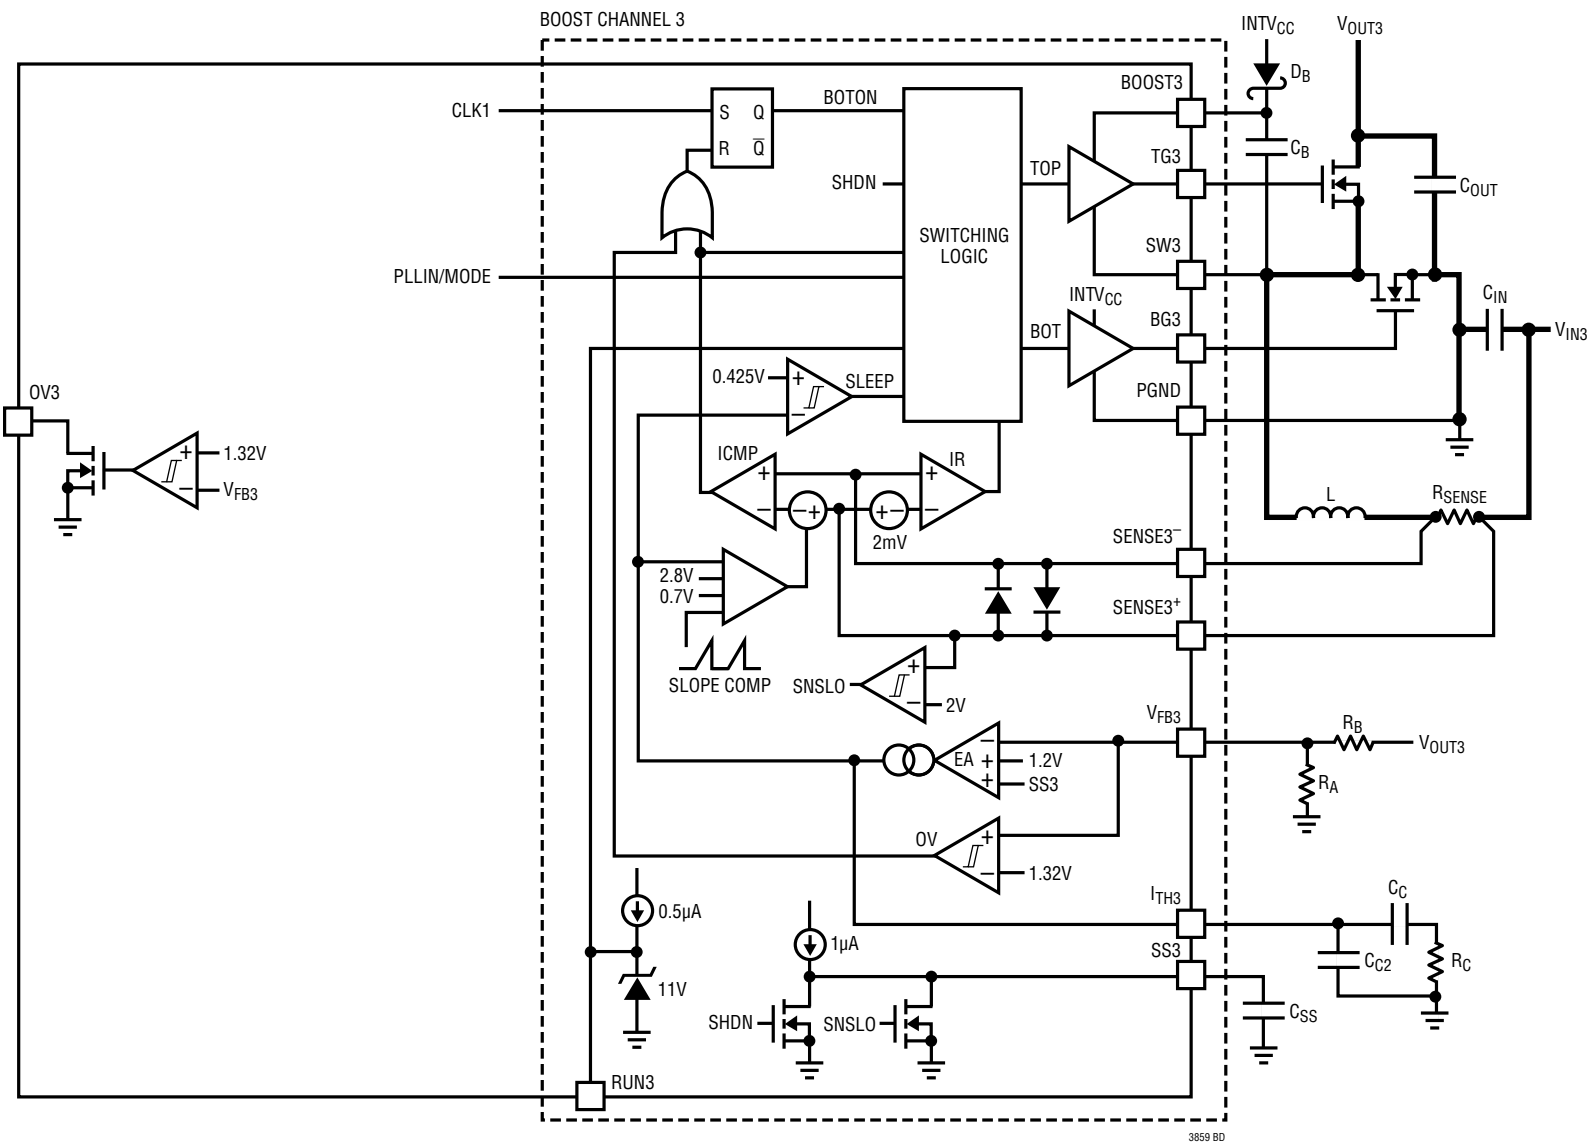 BOOST CHANNEL 3
INTVCC
VOUT3
DB
BOOST3
CLK1
S Q
R Q̅
BOTON
CB
TG3
TOP
SHDN
COUT
SWITCHING
LOGIC
SW3
PLLIN/MODE
INTVCC
CIN
BG3
BOT
VIN3
0.425V
+
−
SLEEP
PGND
OV3
+
−
1.32V
VFB3
ICMP
+
−
− +
+ −
2mV
IR
+
−
L
RSENSE
SENSE3−
2.8V
0.7V
SENSE3+
SLOPE COMP
SNSLO
+
−
2V
VFB3
RB
VOUT3
EA
−
+
+
1.2V
SS3
RA
OV
+
−
1.32V
ITH3
CC
0.5µA
1µA
SS3
CC2
RC
11V
SHDN
SNSLO
CSS
RUN3
3859 BD